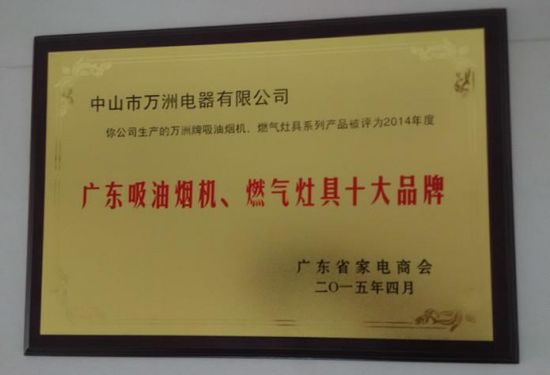 中山市万洲电器有限公司
你公司生产的万洲牌吸油烟机、燃气灶具系列产品被评为2014年度
广东吸油烟机、燃气灶具十大品牌
广东省家电商会
二〇一五年四月